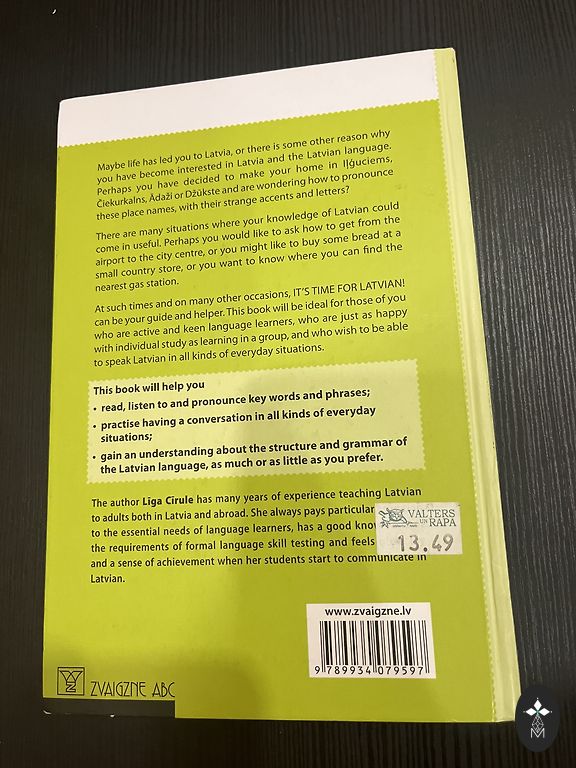 Maybe life has led you to Latvia, or there is some other reason why
you have become interested in Latvia and the Latvian language.
Perhaps you have decided to make your home in Iļģuciems,
Čiekurkalns, Ādaži or Džūkste and are wondering how to pronounce
these place names, with their strange accents and letters?
There are many situations where your knowledge of Latvian could
come in useful. Perhaps you would like to ask how to get from the
airport to the city centre, or you might like to buy some bread at a
small country store, or you want to know where you can find the
nearest gas station.
At such times and on many other occasions, IT'S TIME FOR LATVIAN!
can be your guide and helper. This book will be ideal for those of you
who are active and keen language learners, who are just as happy
with individual study as learning in a group, and who wish to be able
to speak Latvian in all kinds of everyday situations.
This book will help you
• read, listen to and pronounce key words and phrases;
• practise having a conversation in all kinds of everyday
situations;
• gain an understanding about the structure and grammar of
the Latvian language, as much or as little as you prefer.
The author Līga Cīrule has many years of experience teaching Latvian
to adults both in Latvia and abroad. She always pays particular
to the essential needs of language learners, has a good
the requirements of formal language skill testing and feels
and a sense of achievement when her students start to communicate in
Latvian.
VALTERS
UN RAPA
13.49
www.zvaigzne.lv
9 789934 079597
ZVAIGZNE ABC
M